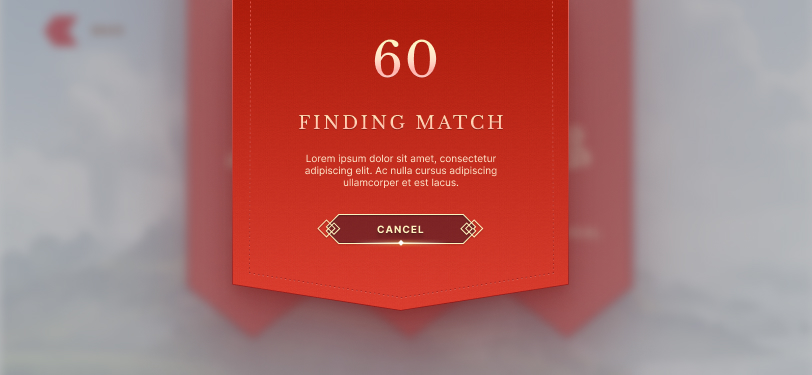 60
FINDING MATCH
Lorem ipsum dolor sit amet, consectetur
adipiscing elit. Ac nulla cursus adipiscing
ullamcorper et est lacus.
CANCEL